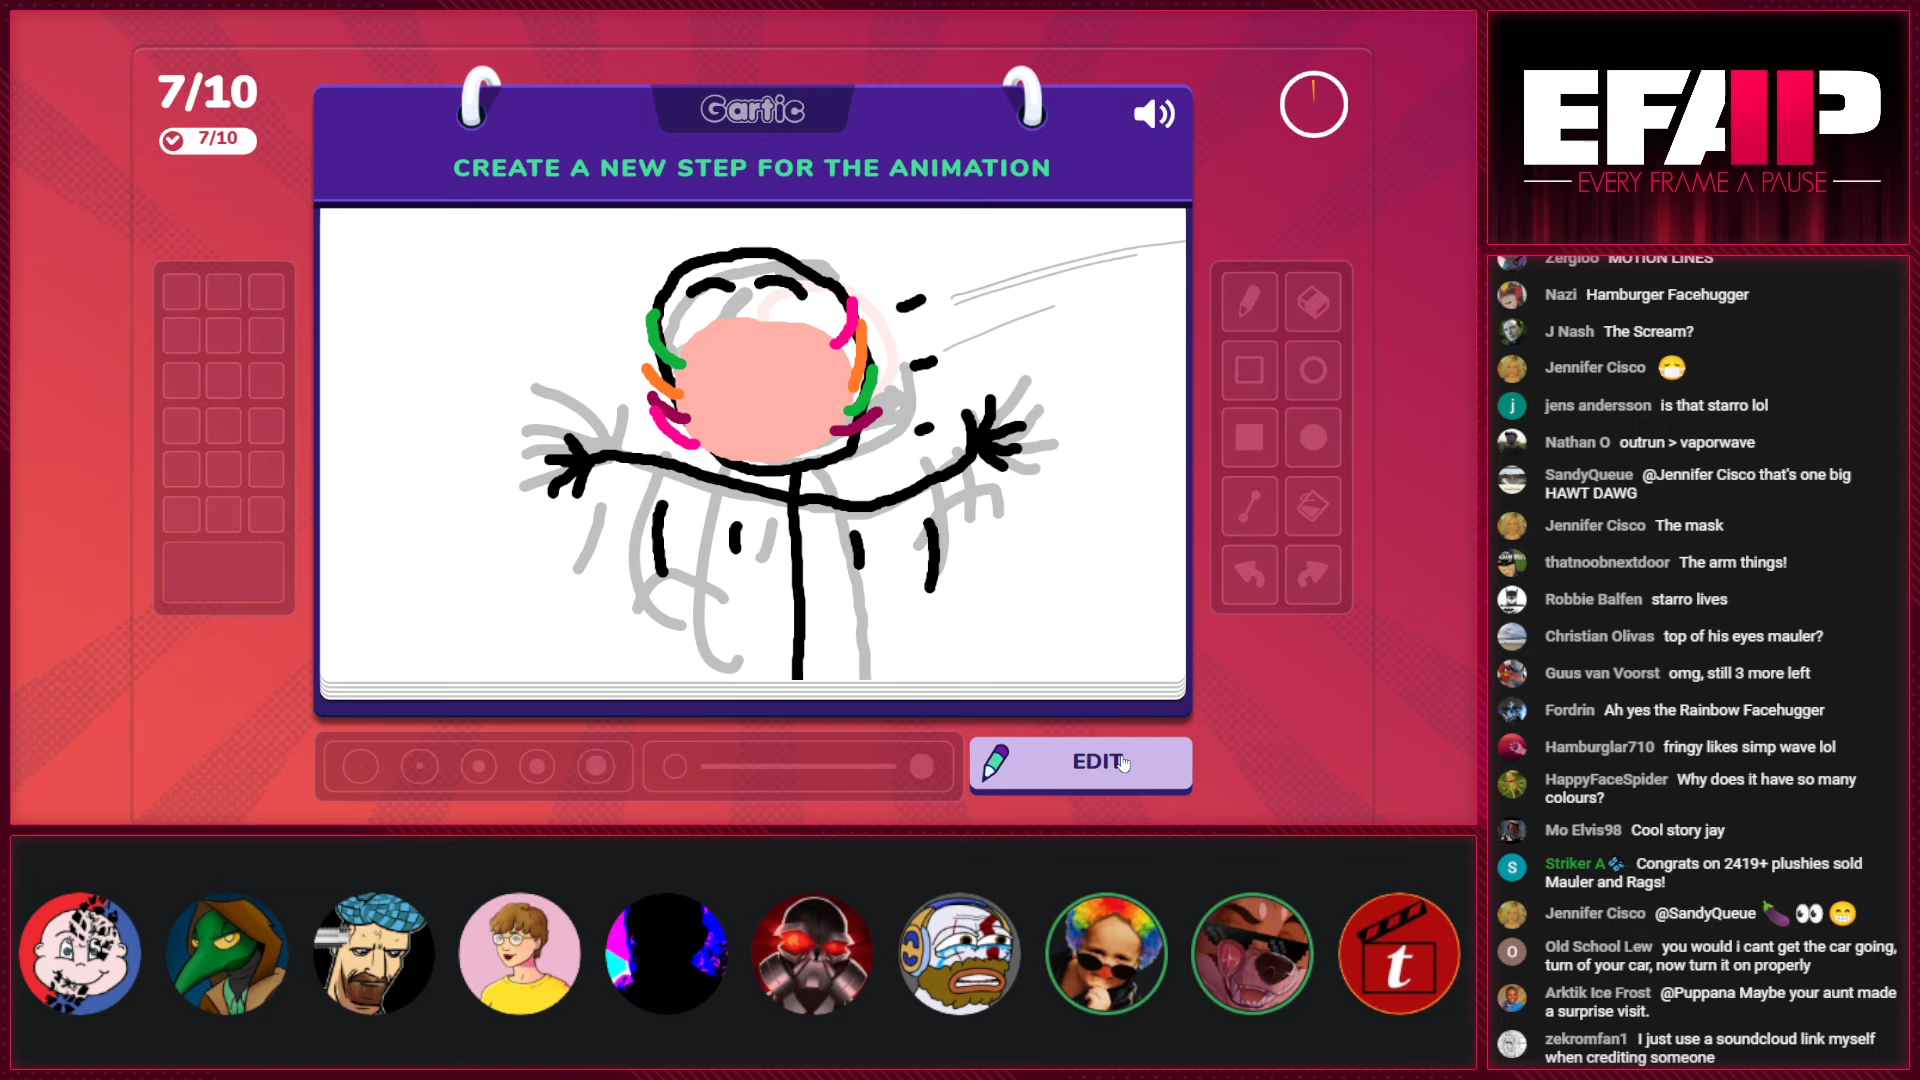 7/10
7/10
Gartic
CREATE A NEW STEP FOR THE ANIMATION
EDIT
EFAP
EVERY FRAME A PAUSE
Zergloo MOTION LINES
Nazi Hamburger Facehugger
J Nash The Scream?
Jennifer Cisco
jens andersson is that starro lol
Nathan O outrun > vaporwave
SandyQueue @Jennifer Cisco that's one big
HAWT DAWG
Jennifer Cisco The mask
thatnoobnextdoor The arm things!
Robbie Balfen starro lives
Christian Olivas top of his eyes mauler?
Guus van Voorst omg, still 3 more left
Fordrin Ah yes the Rainbow Facehugger
Hamburglar710 fringy likes simp wave lol
HappyFaceSpider Why does it have so many
colours?
Mo Elvis98 Cool story jay
S Striker A Congrats on 2419+ plushies sold
Mauler and Rags!
Jennifer Cisco @SandyQueue 🍆 👀 😁
O Old School Lew you would i cant get the car going,
turn of your car, now turn it on properly
Arktik Ice Frost @Puppana Maybe your aunt made
a surprise visit.
zekromfan1 I just use a soundcloud link myself
when crediting someone
t